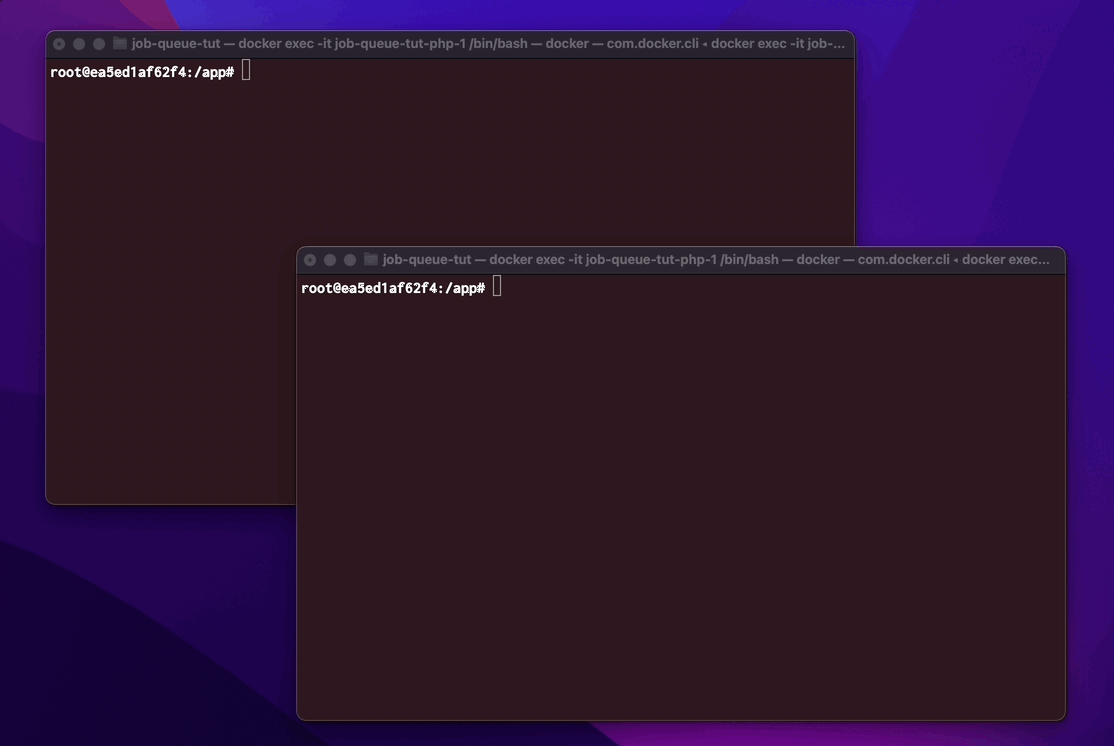 job-queue-tut — docker exec -it job-queue-tut-php-1 /bin/bash — docker — com.docker.cli ◂ docker exec -it job-...
root@ea5ed1af62f4:/app#
job-queue-tut — docker exec -it job-queue-tut-php-1 /bin/bash — docker — com.docker.cli ◂ docker exec...
root@ea5ed1af62f4:/app#